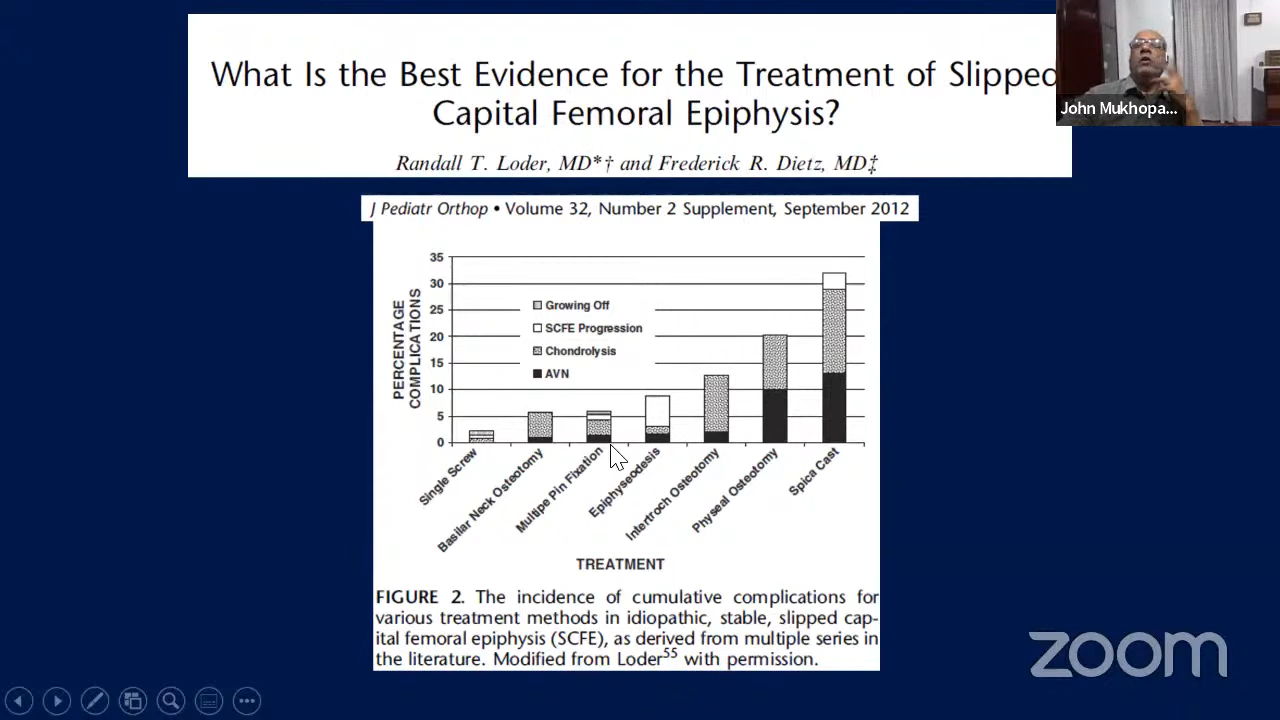 What Is the Best Evidence for the Treatment of Slipped
Capital Femoral Epiphysis?
Randall T. Loder, MD*† and Frederick R. Dietz, MD‡
J Pediatr Orthop • Volume 32, Number 2 Supplement, September 2012
John Mukhopa...
35
30
25
20
15
10
5
0
PERCENTAGE
COMPLICATIONS
Growing Off
SCFE Progression
Chondrolysis
AVN
Single Screw
Basilar Neck Osteotomy
Multipe Pin Fixation
Epiphyseodesis
Intertroch Osteotomy
Physeal Osteotomy
Spica Cast
TREATMENT
FIGURE 2. The incidence of cumulative complications for
various treatment methods in idiopathic, stable, slipped cap-
ital femoral epiphysis (SCFE), as derived from multiple series in
the literature. Modified from Loder55 with permission.
zoom